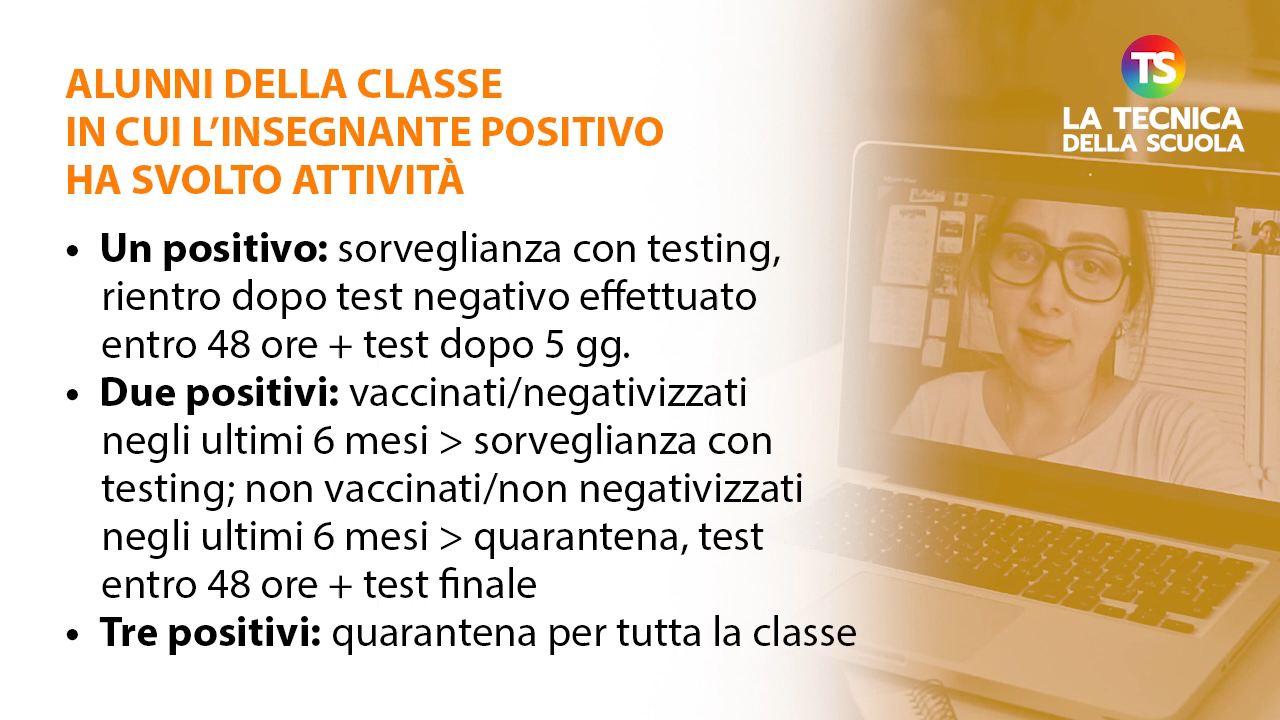 ALUNNI DELLA CLASSE
IN CUI L'INSEGNANTE POSITIVO
HA SVOLTO ATTIVITÀ
• Un positivo: sorveglianza con testing,
rientro dopo test negativo effettuato
entro 48 ore + test dopo 5 gg.
• Due positivi: vaccinati/negativizzati
negli ultimi 6 mesi > sorveglianza con
testing; non vaccinati/non negativizzati
negli ultimi 6 mesi > quarantena, test
entro 48 ore + test finale
• Tre positivi: quarantena per tutta la classe
TS
LA TECNICA
DELLA SCUOLA